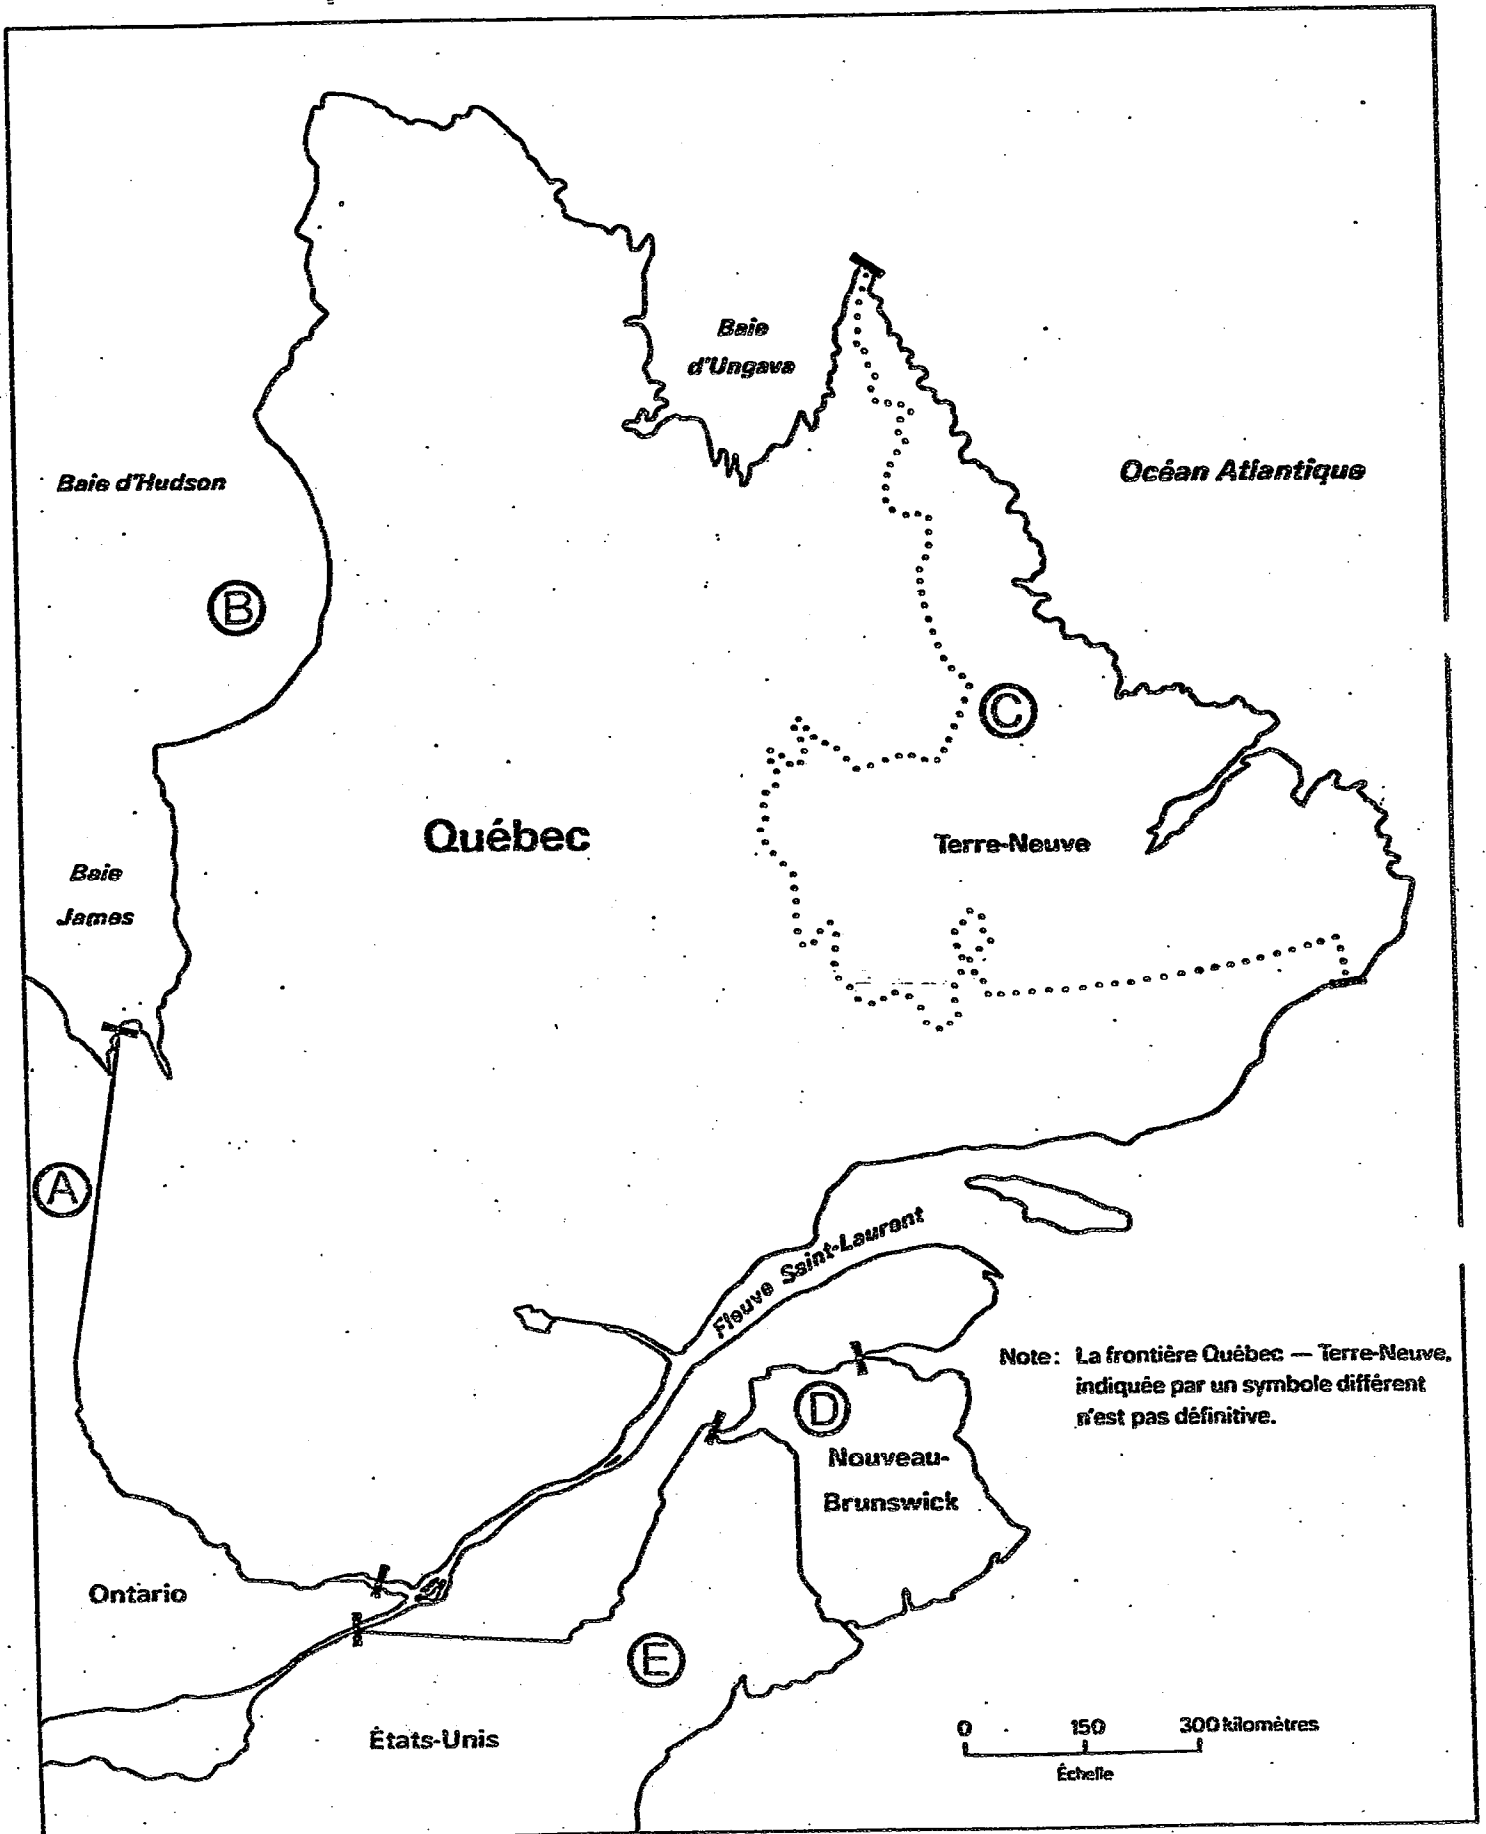 Baie
d'Ungava
Baie d'Hudson
Océan Atlantique
B
C
Québec
Terre-Neuve
Baie
James
A
Fleuve Saint-Laurent
Note: La frontière Québec — Terre-Neuve,
indiquée par un symbole différent
n'est pas définitive.
D
Nouveau-
Brunswick
Ontario
E
États-Unis
0 150 300 kilomètres
Échelle